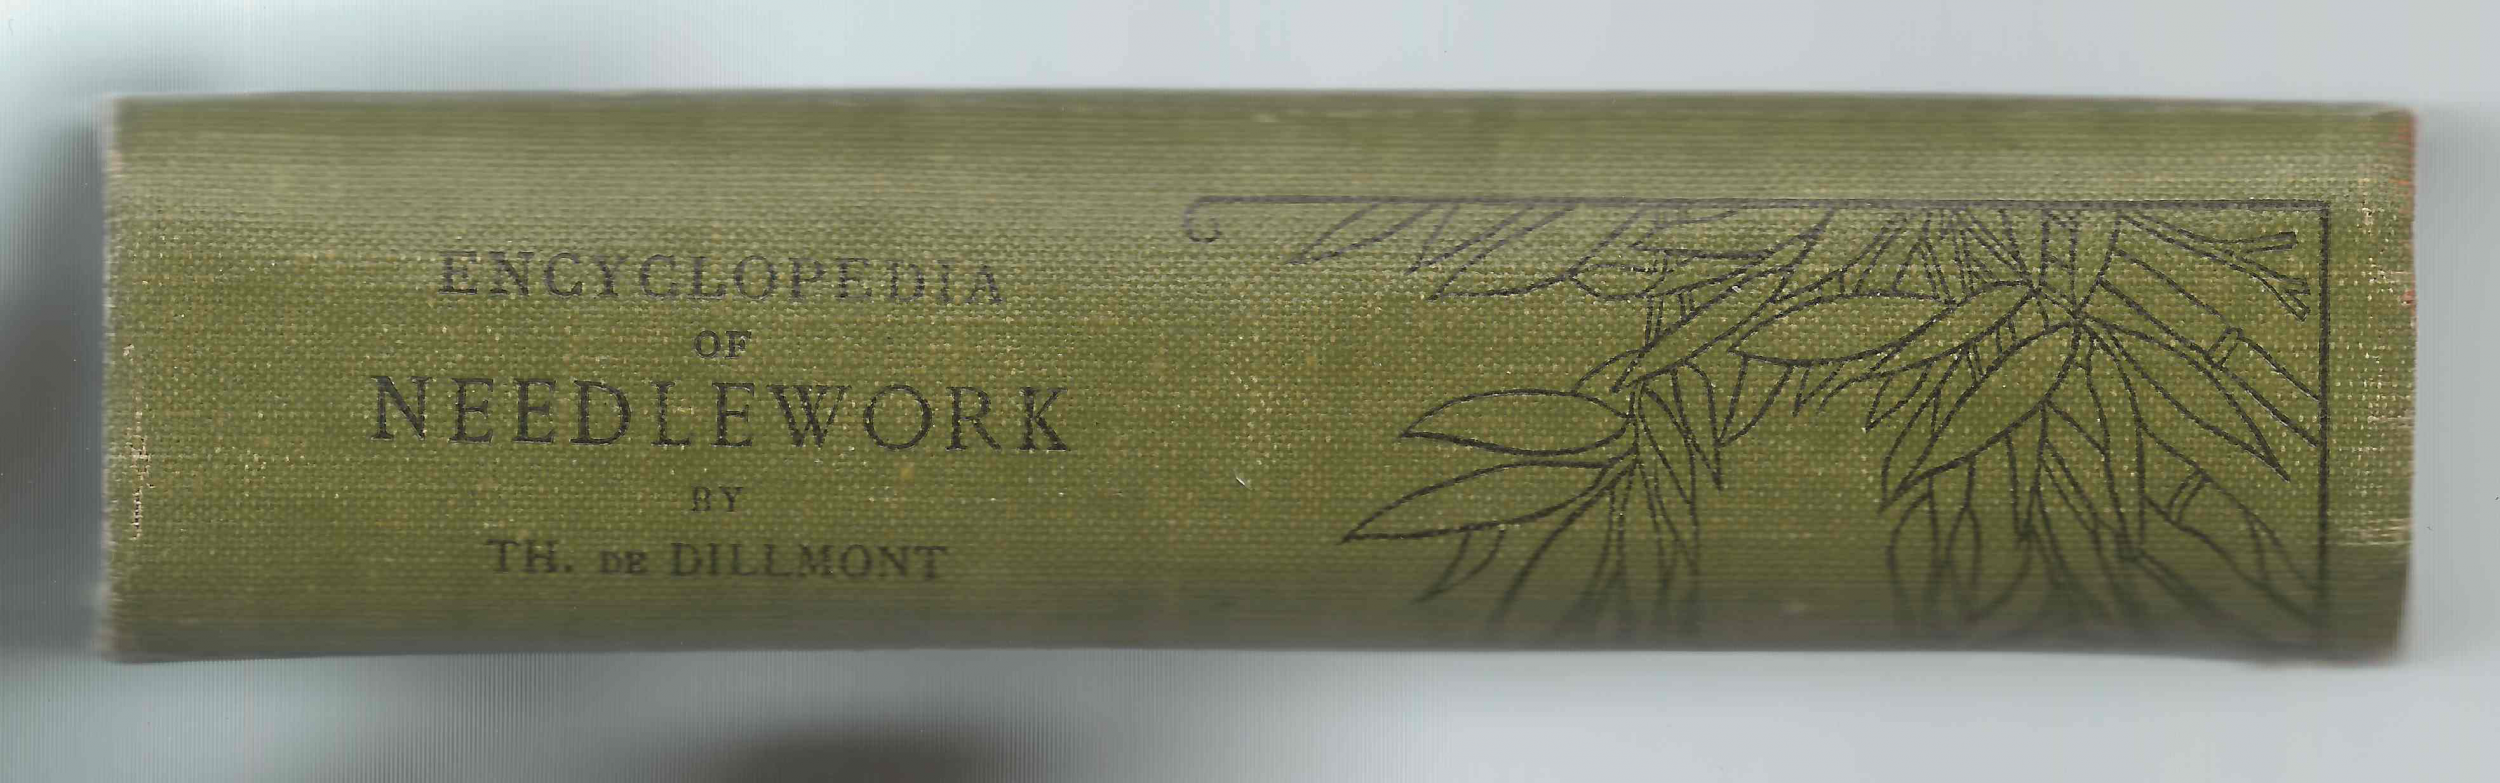 ENCYCLOPEDIA
OF
NEEDLEWORK
BY
TH. DE DILLMONT